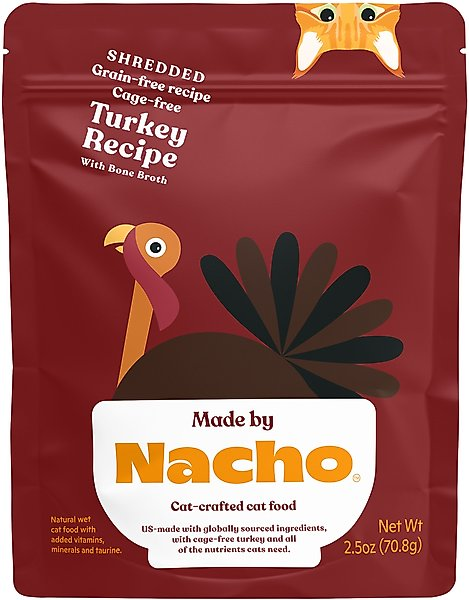 SHREDDED
Grain-free recipe
Cage-free
Turkey
Recipe
With Bone Broth
Made by
Nacho
Cat-crafted cat food
US-made with globally sourced ingredients,
with cage-free turkey and all
of the nutrients cats need.
Natural wet
cat food with
added vitamins,
minerals and taurine.
Net Wt
2.5oz (70.8g)